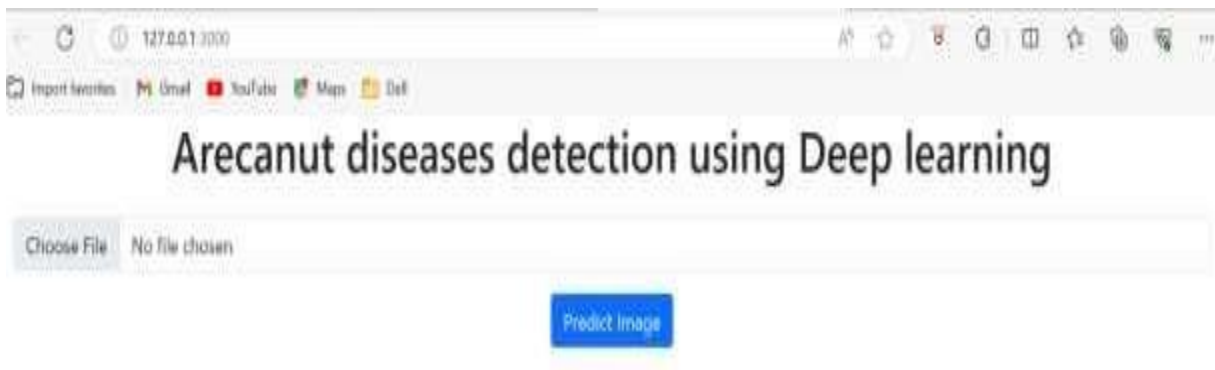 127.0.0.1:3000
Import favorites Gmail YouTube Maps Dell
Arecanut diseases detection using Deep learning
Choose File No file chosen
Predict Image